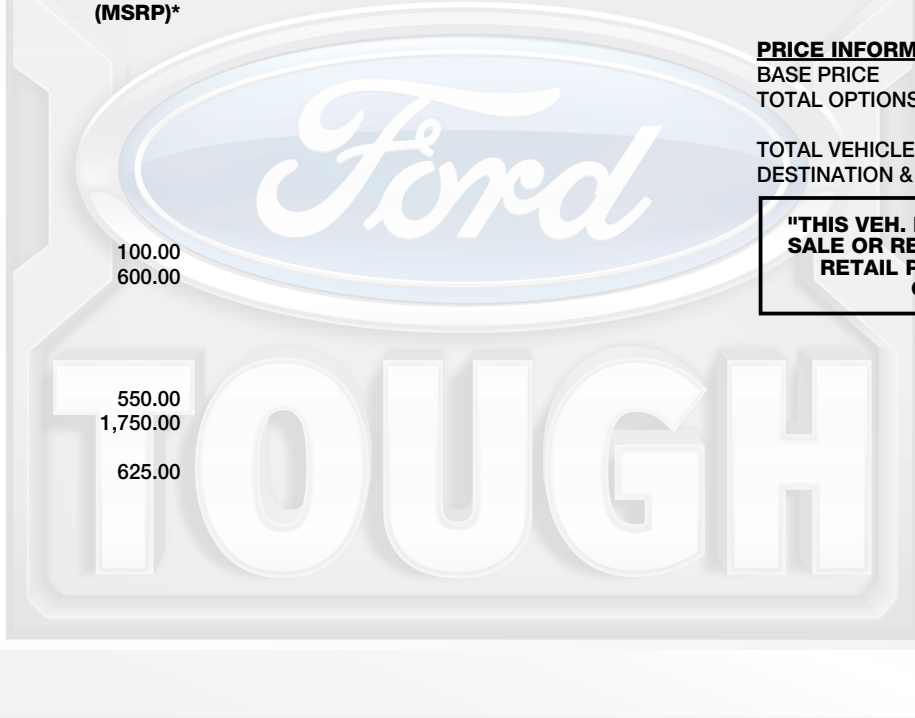 (MSRP)*
PRICE INFORM
BASE PRICE
TOTAL OPTIONS
TOTAL VEHICLE
DESTINATION &
"THIS VEH.
SALE OR RE
RETAIL
100.00
600.00
550.00
1,750.00
625.00
Ford
TOUGH